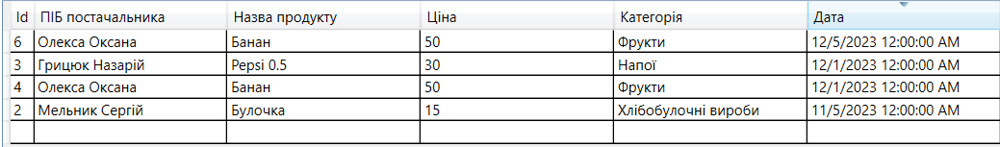 Id ПІБ постачальника Назва продукту Ціна Категорія Дата
6 Олекса Оксана Банан 50 Фрукти 12/5/2023 12:00:00 AM
3 Грицюк Назарій Pepsi 0.5 30 Напої 12/1/2023 12:00:00 AM
4 Олекса Оксана Банан 50 Фрукти 12/1/2023 12:00:00 AM
2 Мельник Сергій Булочка 15 Хлібобулочні вироби 11/5/2023 12:00:00 AM